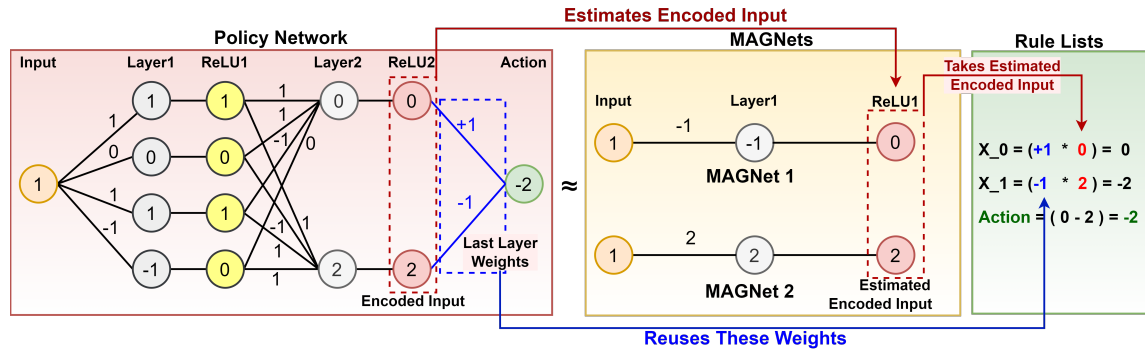 Estimates Encoded Input
Policy Network
MAGNets
Rule Lists
Input
Layer1
ReLU1
Layer2
ReLU2
Action
1
1
0
1
-1
1
0
1
-1
1
0
1
0
1
1
-1
0
1
-1
1
1
0
2
0
2
+1
-1
-2
Last Layer
Weights
Encoded Input
≈
Input
Layer1
ReLU1
1
-1
-1
0
MAGNet 1
1
2
2
2
MAGNet 2
Estimated
Encoded Input
Takes Estimated
Encoded Input
X_0 = (+1 * 0 ) = 0
X_1 = (-1 * 2 ) = -2
Action = ( 0 - 2 ) = -2
Reuses These Weights